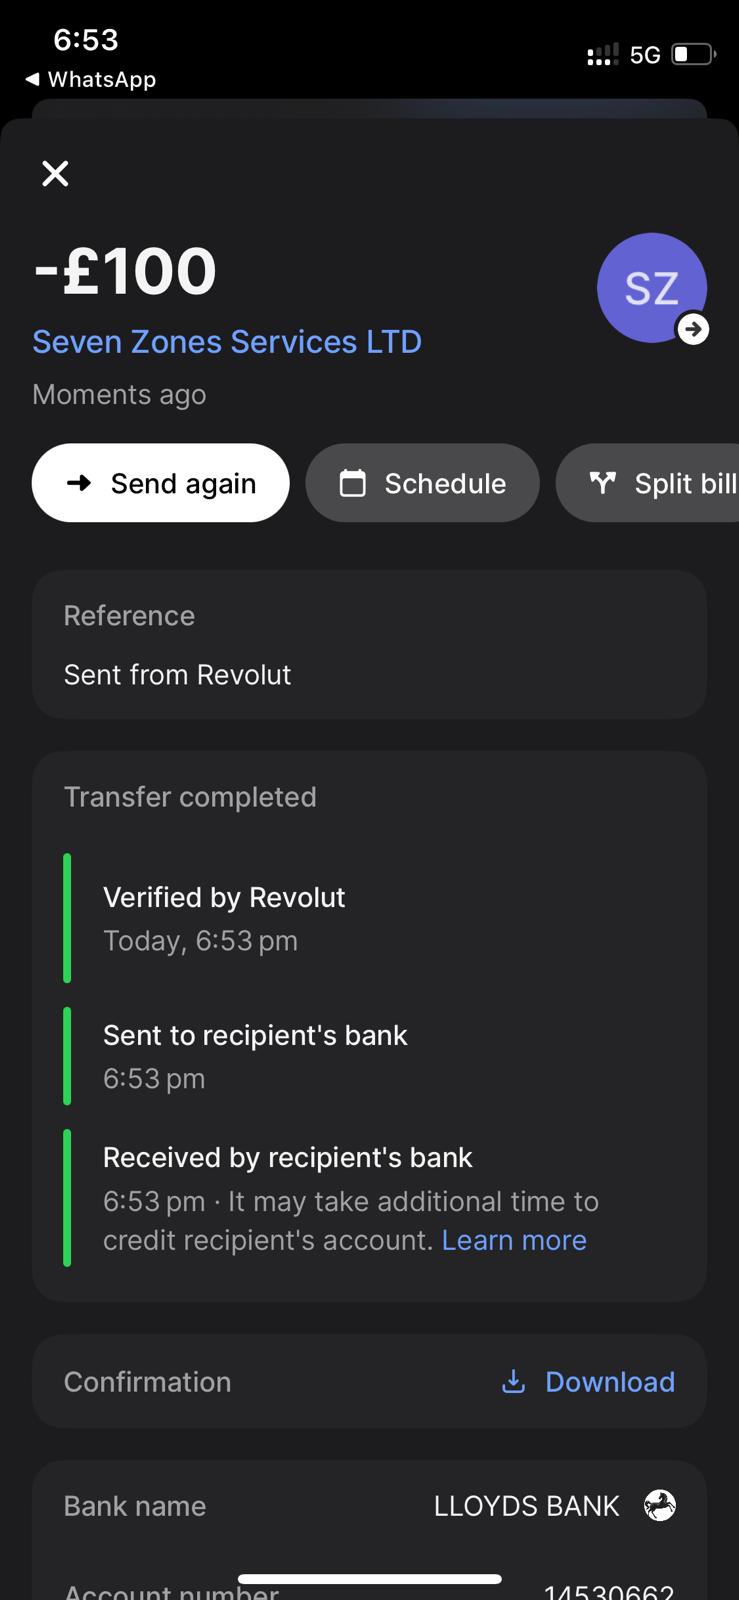 6:53
5G
WhatsApp
-£100
SZ
Seven Zones Services LTD
Moments ago
Send again
Schedule
Split bill
Reference
Sent from Revolut
Transfer completed
Verified by Revolut
Today, 6:53 pm
Sent to recipient's bank
6:53 pm
Received by recipient's bank
6:53 pm · It may take additional time to
credit recipient's account. Learn more
Confirmation
Download
Bank name
LLOYDS BANK
Account number
14530662